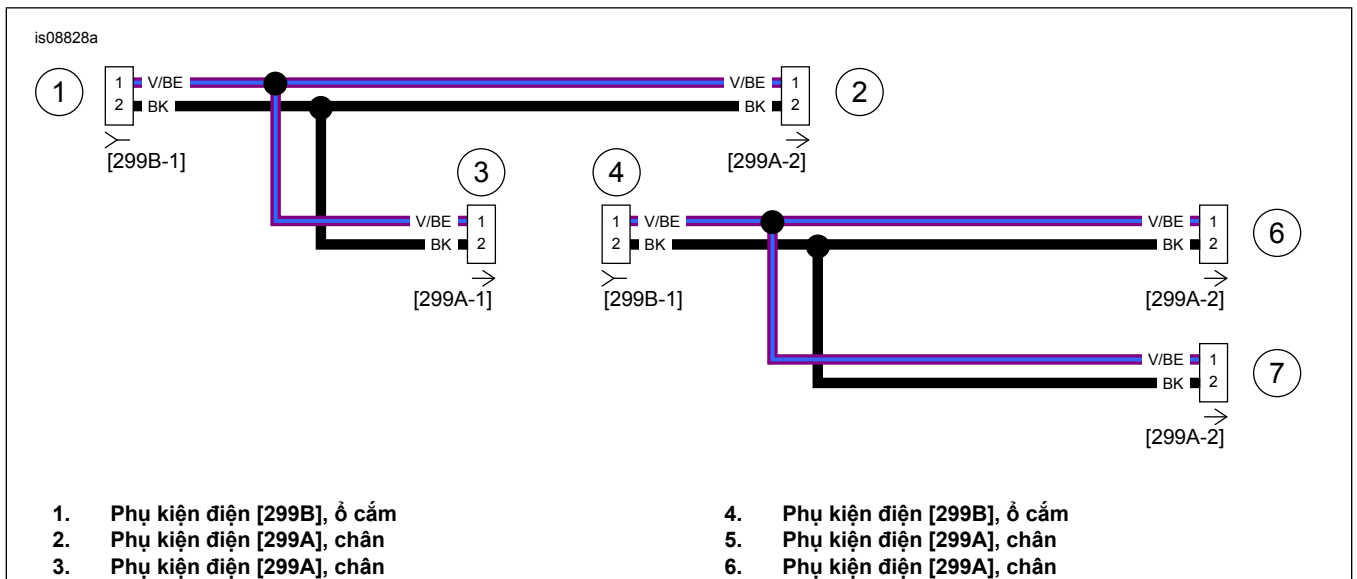 is08828a
1 1 V/BE V/BE 1 2
2 BK BK 2
[299B-1] [299A-2]
3 4
V/BE 1 1 V/BE V/BE 1 6
BK 2 2 BK BK 2
[299A-1] [299B-1] [299A-2]
V/BE 1 7
BK 2
[299A-2]
1. Phụ kiện điện [299B], ổ cắm
2. Phụ kiện điện [299A], chân
3. Phụ kiện điện [299A], chân
4. Phụ kiện điện [299B], ổ cắm
5. Phụ kiện điện [299A], chân
6. Phụ kiện điện [299A], chân